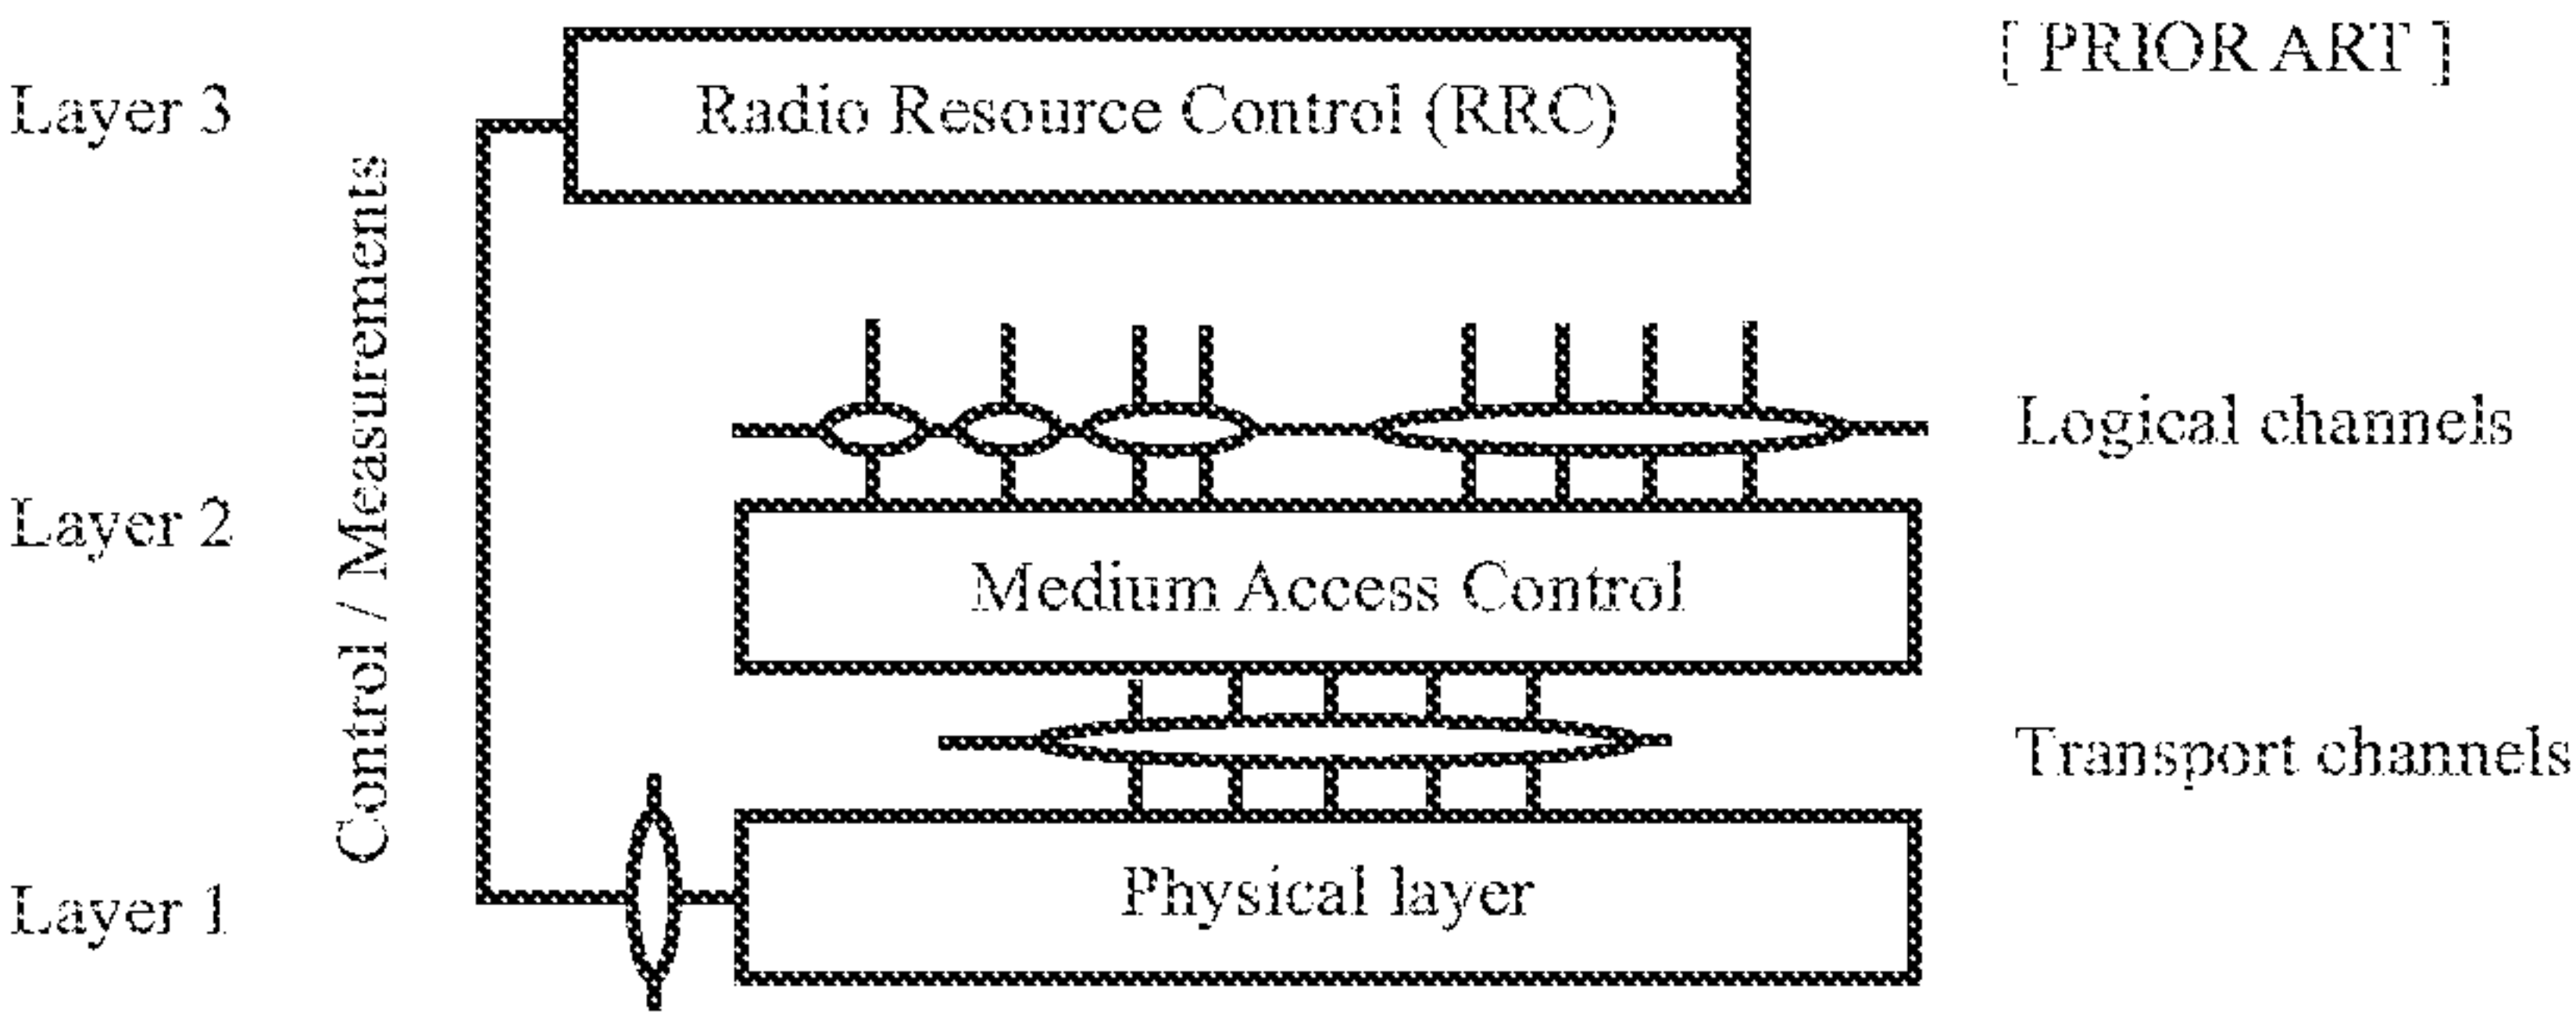 [ PRIOR ART ]
Layer 3
Radio Resource Control (RRC)
Control / Measurements
Logical channels
Layer 2
Medium Access Control
Transport channels
Layer 1
Physical layer